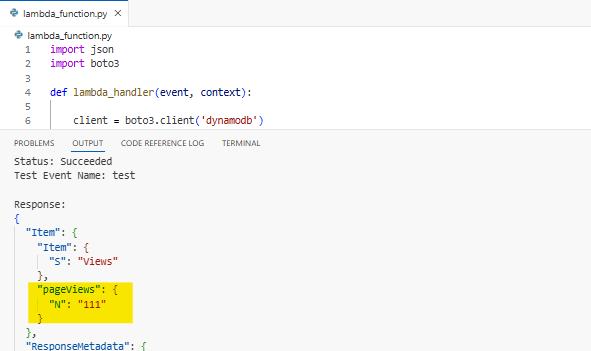 lambda_function.py ×
lambda_function.py
1 import json
2 import boto3
3
4 def lambda_handler(event, context):
5
6 client = boto3.client('dynamodb')
PROBLEMS OUTPUT CODE REFERENCE LOG TERMINAL
Status: Succeeded
Test Event Name: test
Response:
{
"Item": {
"Item": {
"S": "Views"
},
"pageViews": {
"N": "111"
}
},
"ResponseMetadata": {